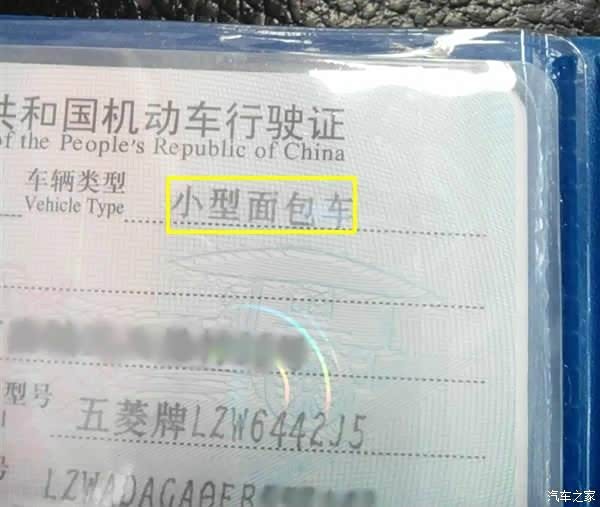 共和国机动车行驶证
of the People's Republic of China
车辆类型 小型面包车
Vehicle Type
型号 五菱牌LZW6442J5
号 LZWADAGA
汽车之家